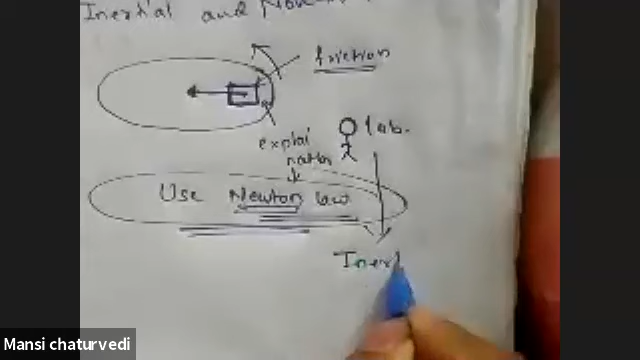 Inertial and Non
friction
lab.
explai
nation
Use Newton law
Inert
Mansi chaturvedi